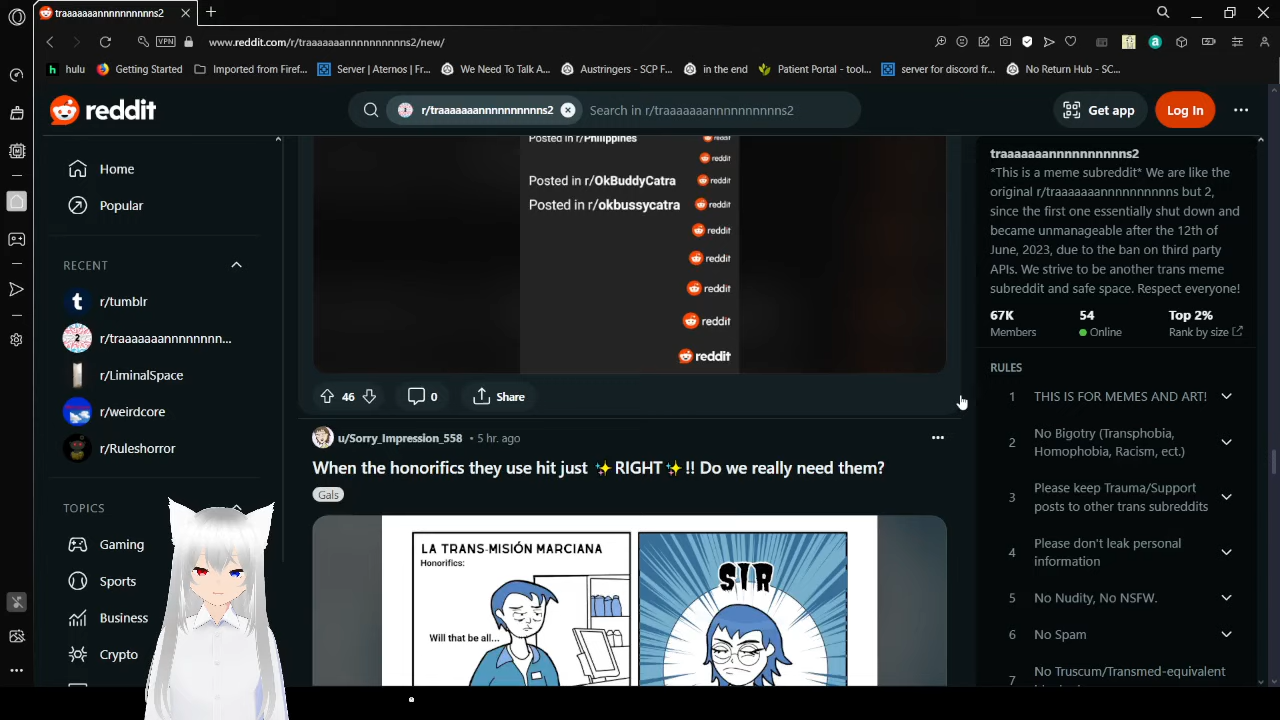 traaaaaaannnnnnnnnns2
VPN
www.reddit.com/r/traaaaaaannnnnnnnnns2/new/
hulu
Getting Started
Imported from Firef...
Server | Aternos | Fr...
We Need To Talk A...
Austringers - SCP F...
in the end
Patient Portal - tool...
server for discord fr...
No Return Hub - SC...
reddit
r/traaaaaaannnnnnnnnns2
Search in r/traaaaaaannnnnnnnnns2
Get app
Log In
Home
Popular
RECENT
r/tumblr
r/traaaaaaannnnnnn...
r/LiminalSpace
r/weirdcore
r/Ruleshorror
TOPICS
Gaming
Sports
Business
Crypto
Posted in r/Philippines reddit
reddit
Posted in r/OkBuddyCatra reddit
Posted in r/okbussycatra reddit
reddit
reddit
reddit
reddit
reddit
46
0
Share
u/Sorry_Impression_558 • 5 hr. ago
When the honorifics they use hit just ✨RIGHT✨!! Do we really need them?
Gals
LA TRANS-MISIÓN MARCIANA
Honorifics:
Will that be all...
SIR
traaaaaaannnnnnnnnns2
*This is a meme subreddit* We are like the
original r/traaaaaaannnnnnnnnns but 2,
since the first one essentially shut down and
became unmanageable after the 12th of
June, 2023, due to the ban on third party
APIs. We strive to be another trans meme
subreddit and safe space. Respect everyone!
67K 54 Top 2%
Members Online Rank by size
RULES
1 THIS IS FOR MEMES AND ART!
2 No Bigotry (Transphobia,
Homophobia, Racism, ect.)
3 Please keep Trauma/Support
posts to other trans subreddits
4 Please don't leak personal
information
5 No Nudity, No NSFW.
6 No Spam
7 No Truscum/Transmed-equivalent